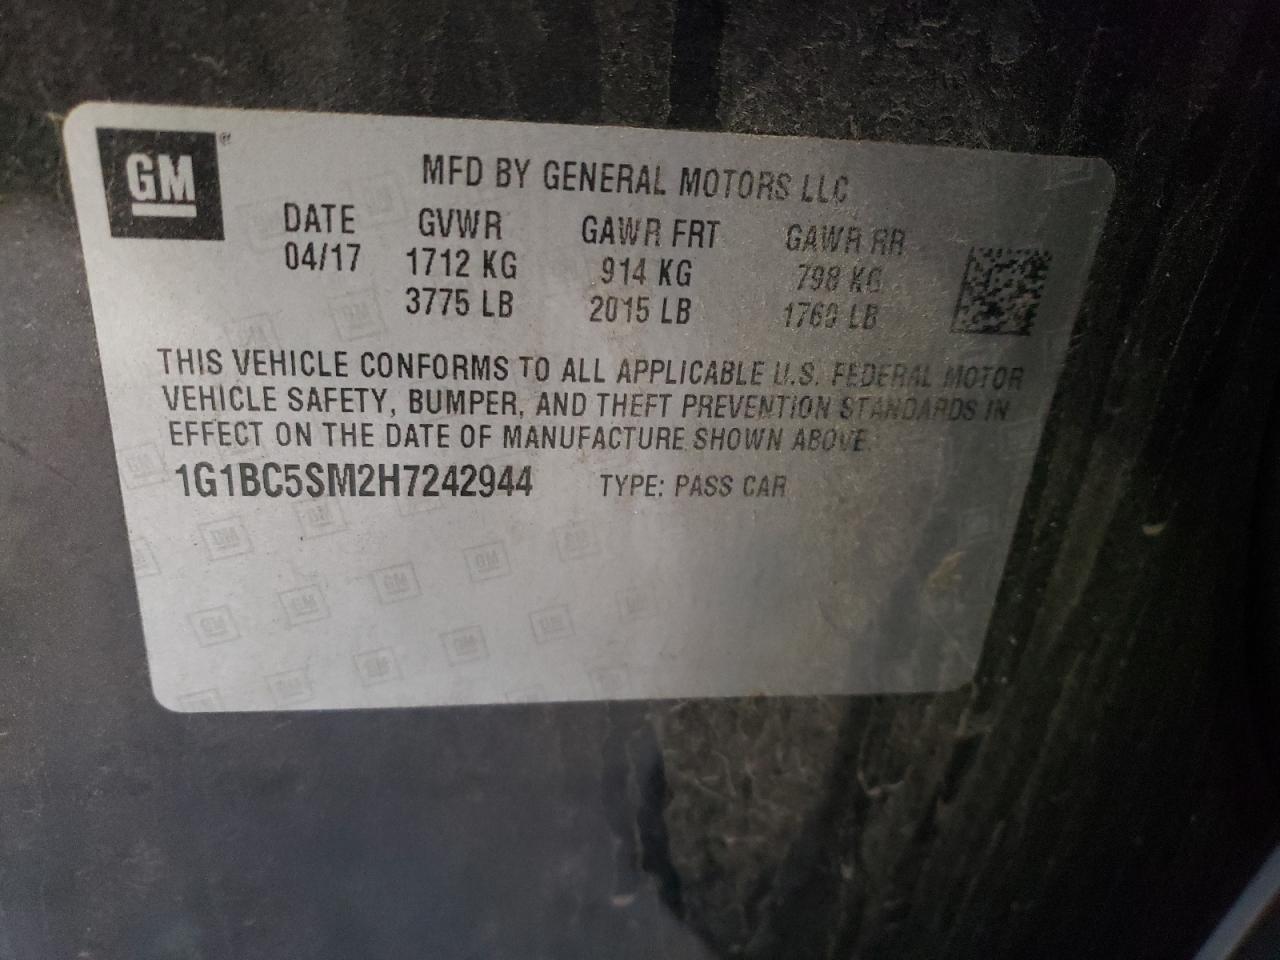 GM®
MFD BY GENERAL MOTORS LLC
DATE GVWR GAWR FRT GAWR RR
04/17 1712 KG 914 KG 798 KG
3775 LB 2015 LB 1760 LB
THIS VEHICLE CONFORMS TO ALL APPLICABLE U.S. FEDERAL MOTOR
VEHICLE SAFETY, BUMPER, AND THEFT PREVENTION STANDARDS IN
EFFECT ON THE DATE OF MANUFACTURE SHOWN ABOVE.
1G1BC5SM2H7242944 TYPE: PASS CAR